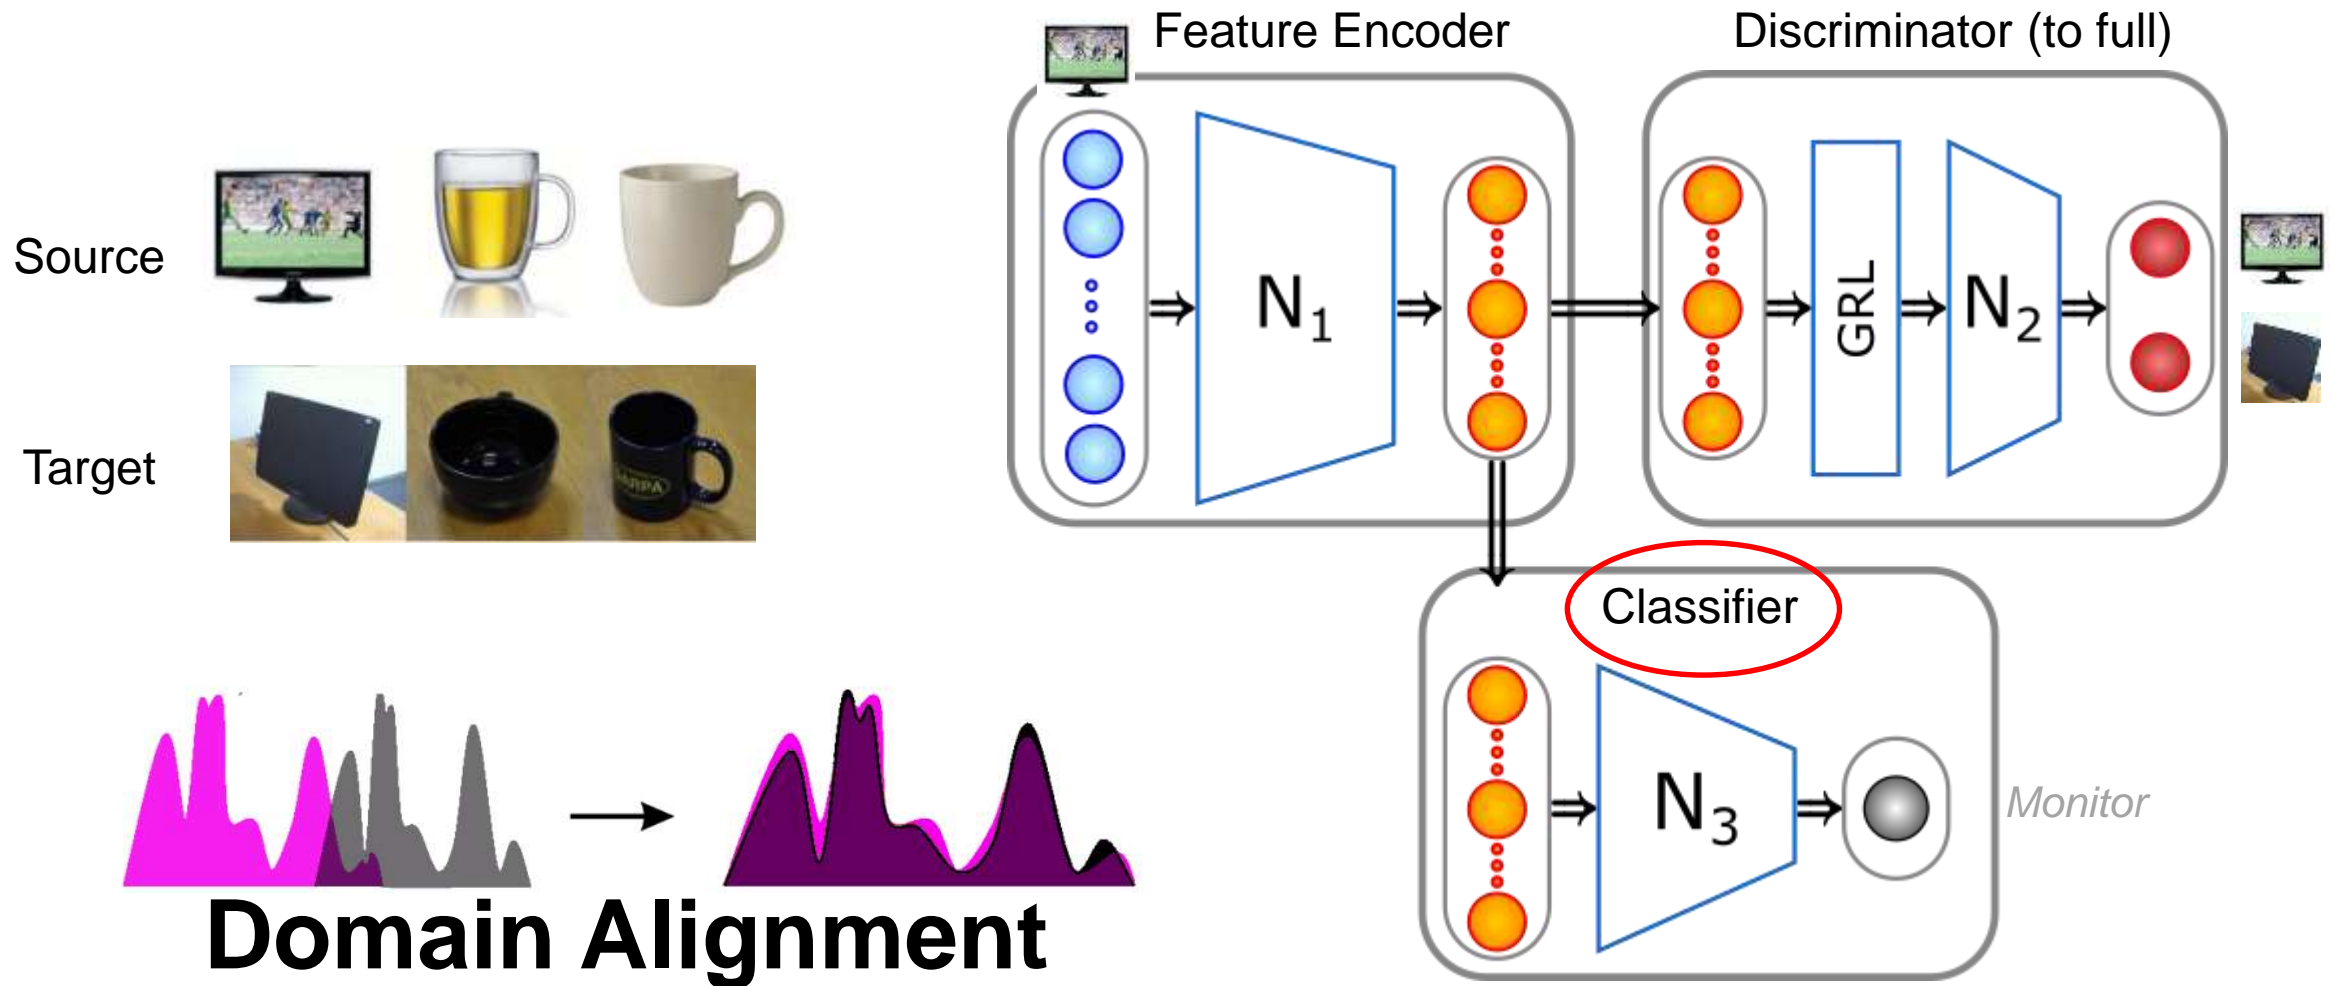 Feature Encoder
Discriminator (to full)
Source
Target
N1
GRL
N2
Classifier
N3
Monitor
Domain Alignment